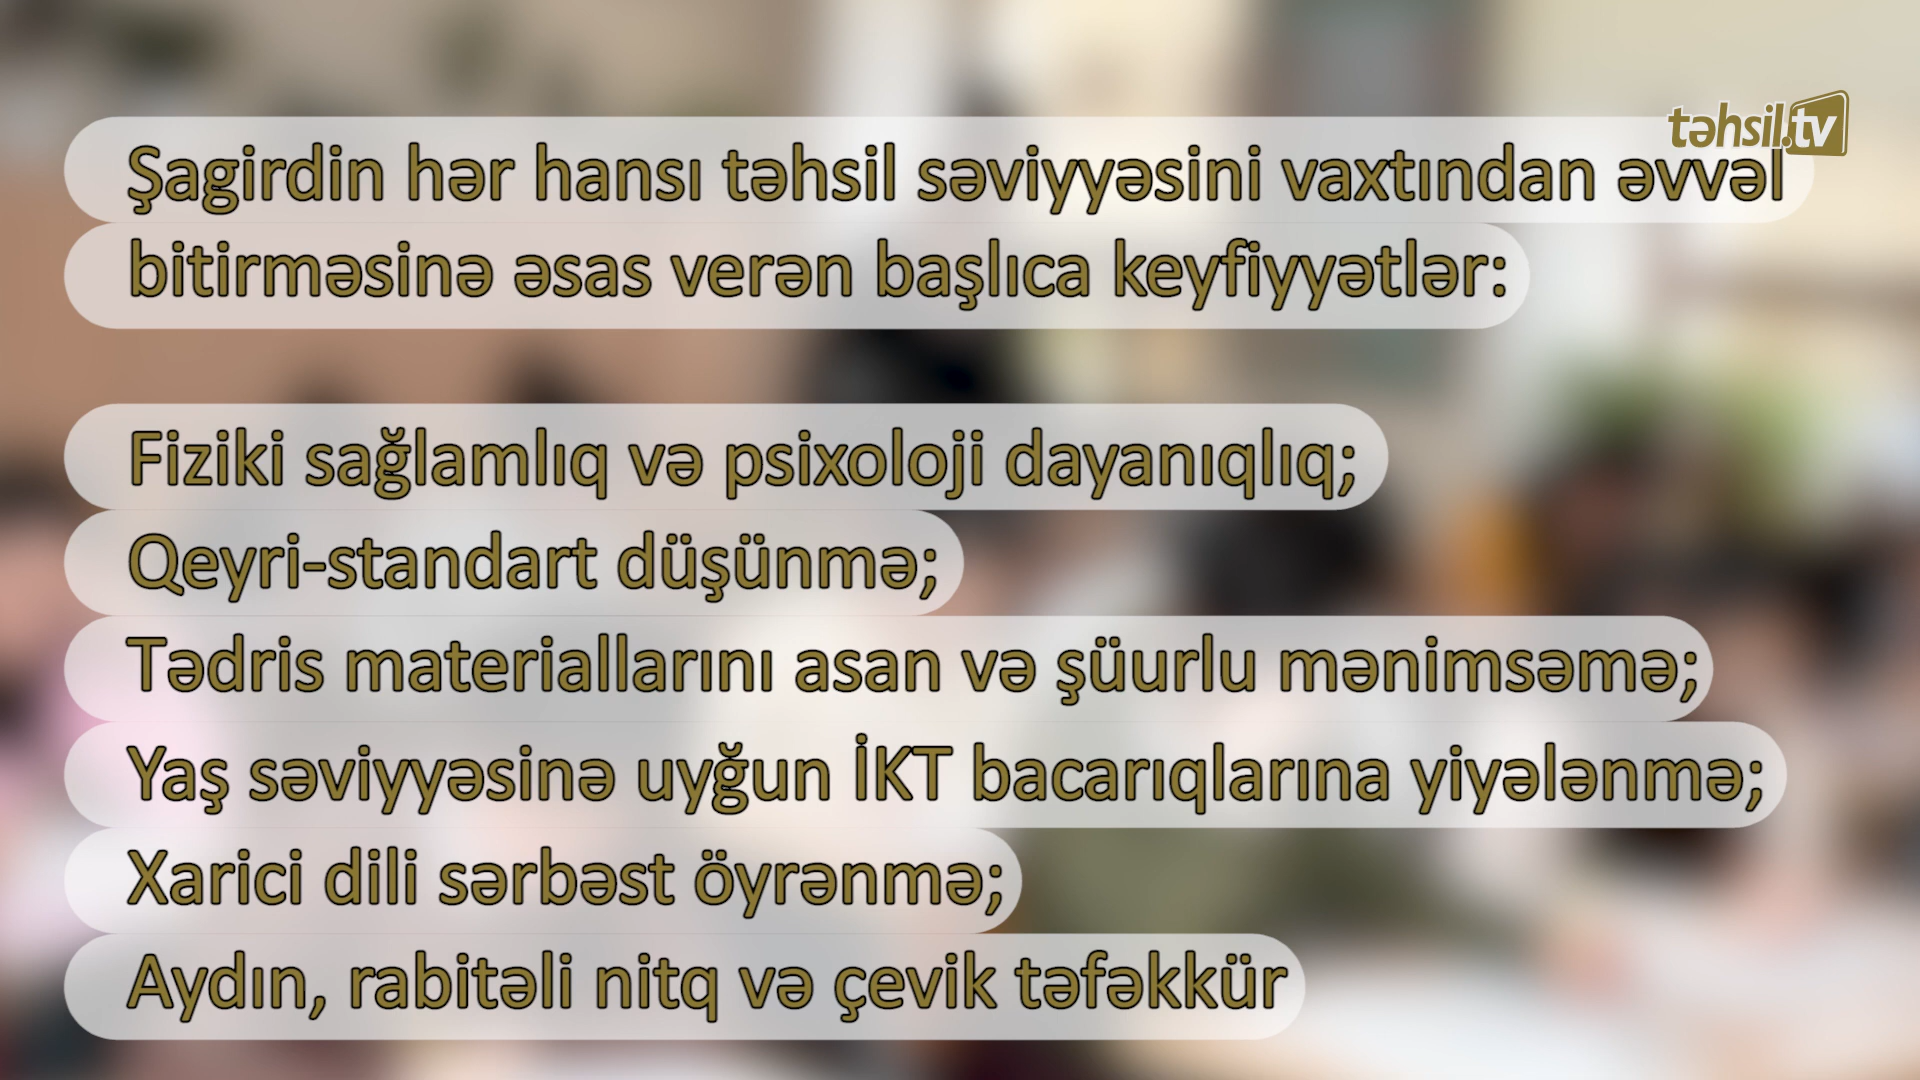 təhsil.tv
Şagirdin hər hansı təhsil səviyyəsini vaxtından əvvəl
bitirməsinə əsas verən başlıca keyfiyyətlər:
Fiziki sağlamlıq və psixoloji dayanıqlıq;
Qeyri-standart düşünmə;
Tədris materiallarını asan və şüurlu mənimsəmə;
Yaş səviyyəsinə uyğun İKT bacarıqlarına yiyələnmə;
Xarici dili sərbəst öyrənmə;
Aydın, rabitəli nitq və çevik təfəkkür